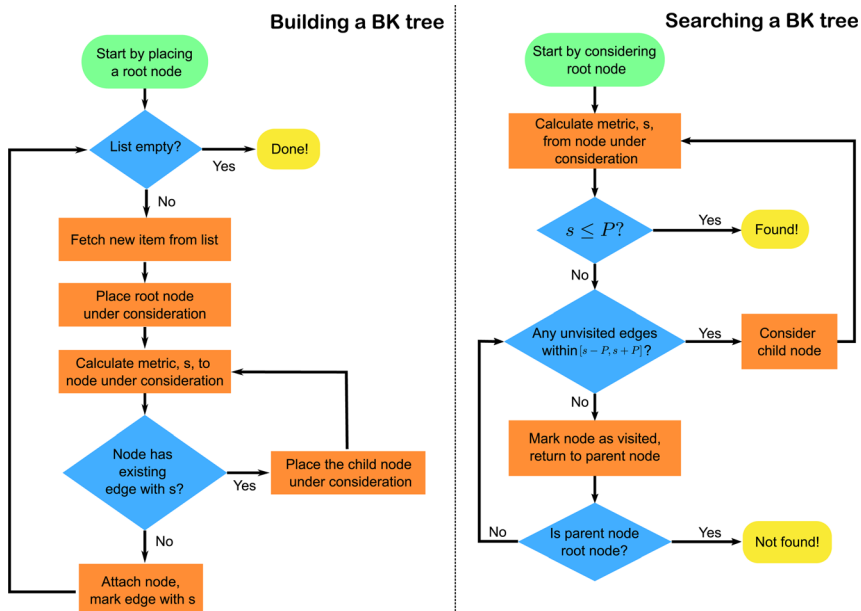 Building a BK tree
Start by placing
a root node
List empty?
Yes
Done!
No
Fetch new item from list
Place root node
under consideration
Calculate metric, s, to
node under consideration
Node has
existing
edge with s?
Yes
Place the child node
under consideration
No
Attach node,
mark edge with s
Searching a BK tree
Start by considering
root node
Calculate metric, s,
from node under
consideration
s ≤ P?
Yes
Found!
No
Any unvisited edges
within [s − P, s + P] ?
Yes
Consider
child node
No
Mark node as visited,
return to parent node
Is parent node
root node?
No
Yes
Not found!